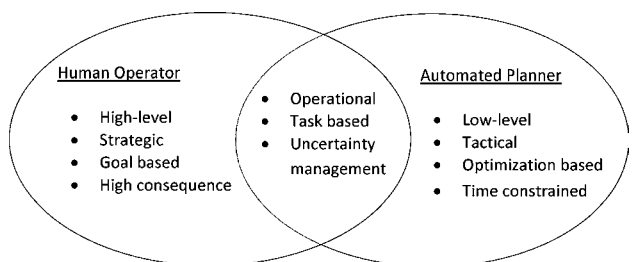 Human Operator
• High-level
• Strategic
• Goal based
• High consequence
• Operational
• Task based
• Uncertainty
management
Automated Planner
• Low-level
• Tactical
• Optimization based
• Time constrained